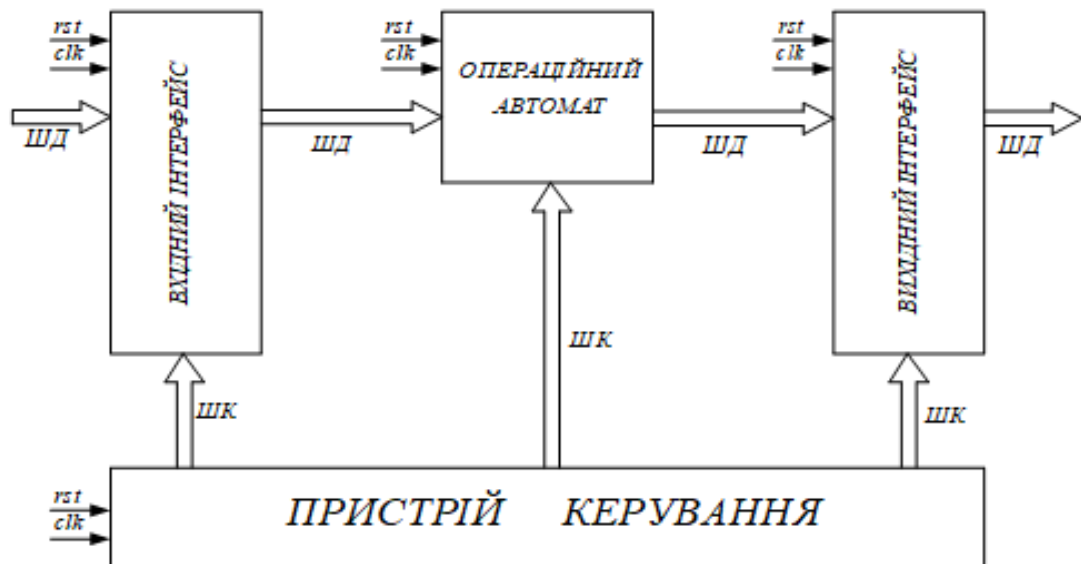 rst
clk
ШД
ВХІДНИЙ ІНТЕРФЕЙС
ШД
rst
clk
ОПЕРАЦІЙНИЙ
АВТОМАТ
ШД
rst
clk
ВИХІДНИЙ ІНТЕРФЕЙС
ШД
ШК
ШК
ШК
rst
clk
ПРИСТРІЙ КЕРУВАННЯ